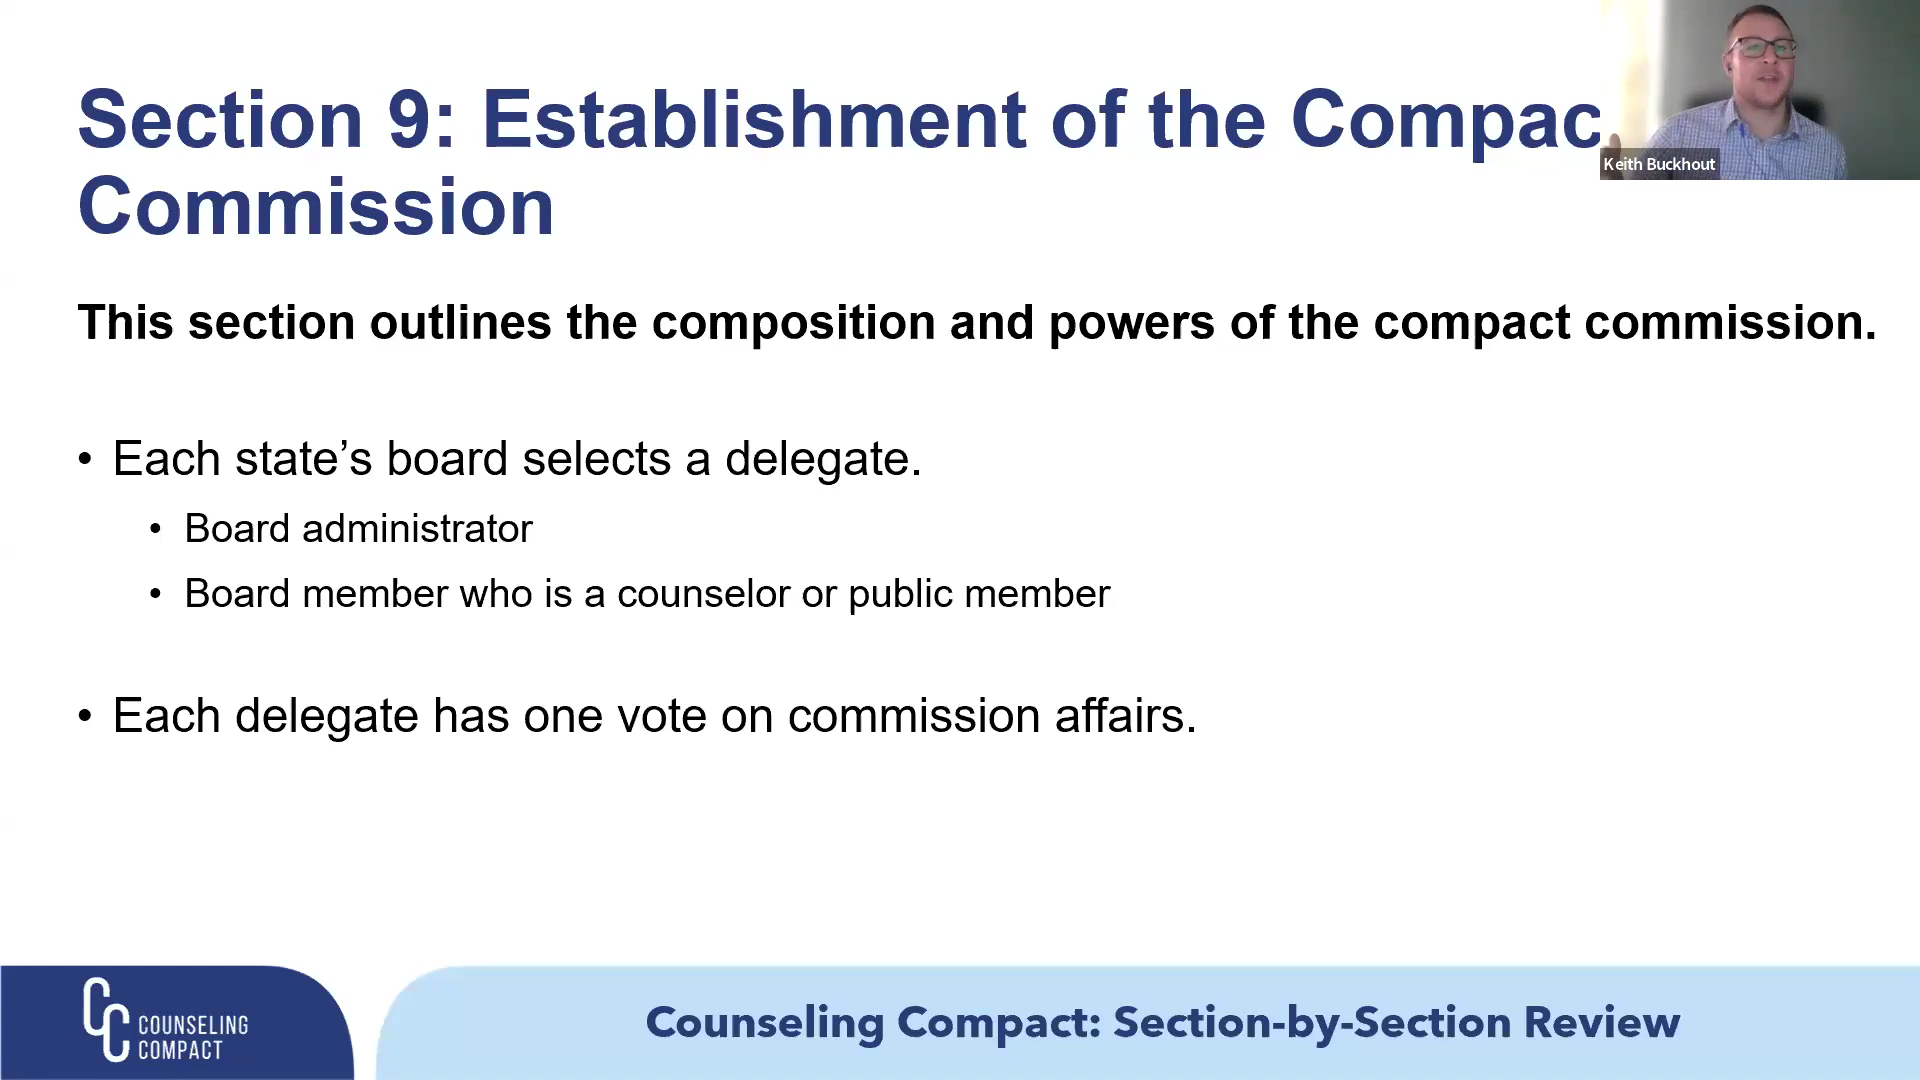 Section 9: Establishment of the Compac
Commission
Keith Buckhout
This section outlines the composition and powers of the compact commission.
• Each state’s board selects a delegate.
• Board administrator
• Board member who is a counselor or public member
• Each delegate has one vote on commission affairs.
CC COUNSELING
COMPACT
Counseling Compact: Section-by-Section Review